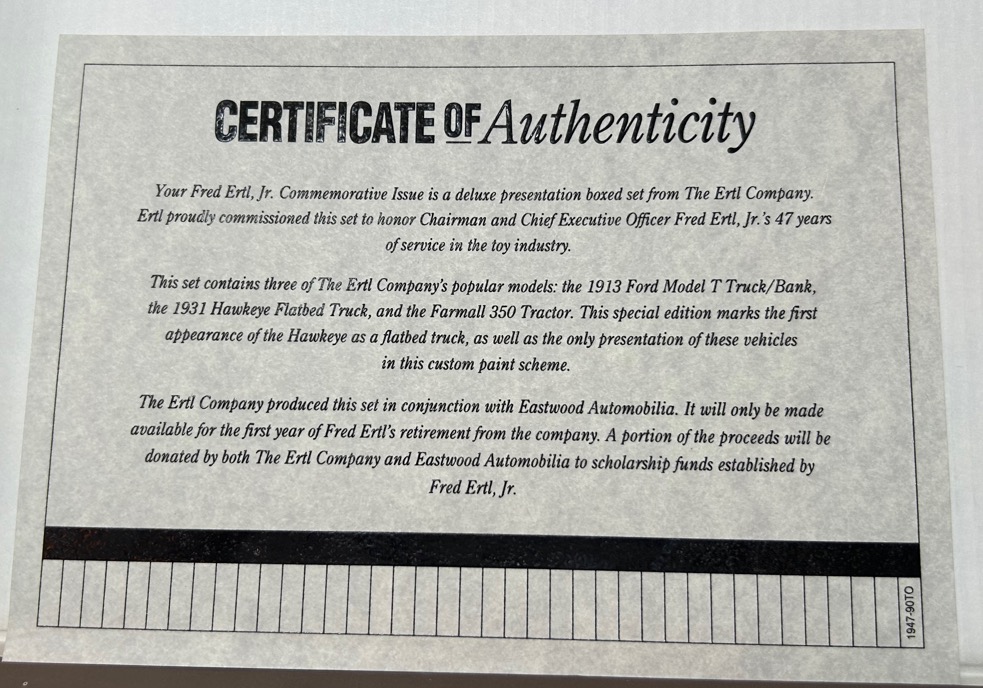 CERTIFICATE OF Authenticity
Your Fred Ertl, Jr. Commemorative Issue is a deluxe presentation boxed set from The Ertl Company.
Ertl proudly commissioned this set to honor Chairman and Chief Executive Officer Fred Ertl, Jr.'s 47 years
of service in the toy industry.
This set contains three of The Ertl Company's popular models: the 1913 Ford Model T Truck/Bank,
the 1931 Hawkeye Flatbed Truck, and the Farmall 350 Tractor. This special edition marks the first
appearance of the Hawkeye as a flatbed truck, as well as the only presentation of these vehicles
in this custom paint scheme.
The Ertl Company produced this set in conjunction with Eastwood Automobilia. It will only be made
available for the first year of Fred Ertl's retirement from the company. A portion of the proceeds will be
donated by both The Ertl Company and Eastwood Automobilia to scholarship funds established by
Fred Ertl, Jr.
1947-90TO